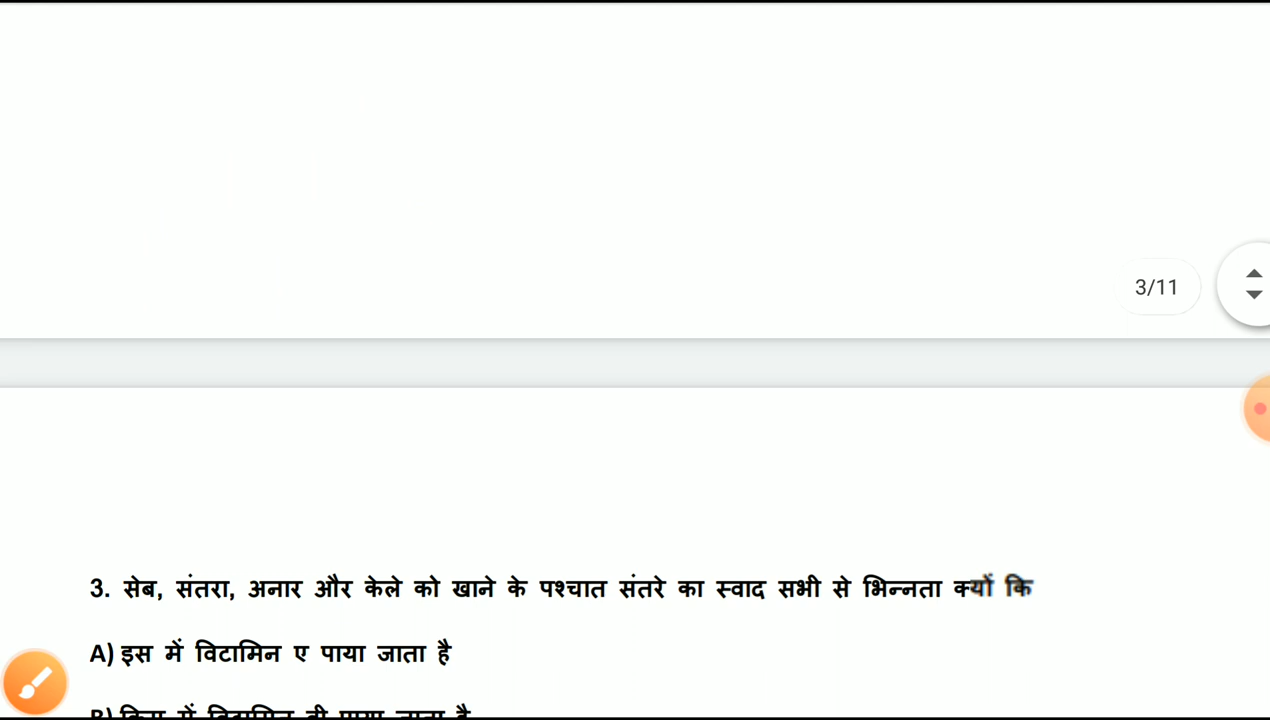 3/11
3. सेब, संतरा, अनार और केले को खाने के पश्चात संतरे का स्वाद सभी से भिन्नता क्यों कि
A) इस में विटामिन ए पाया जाता है